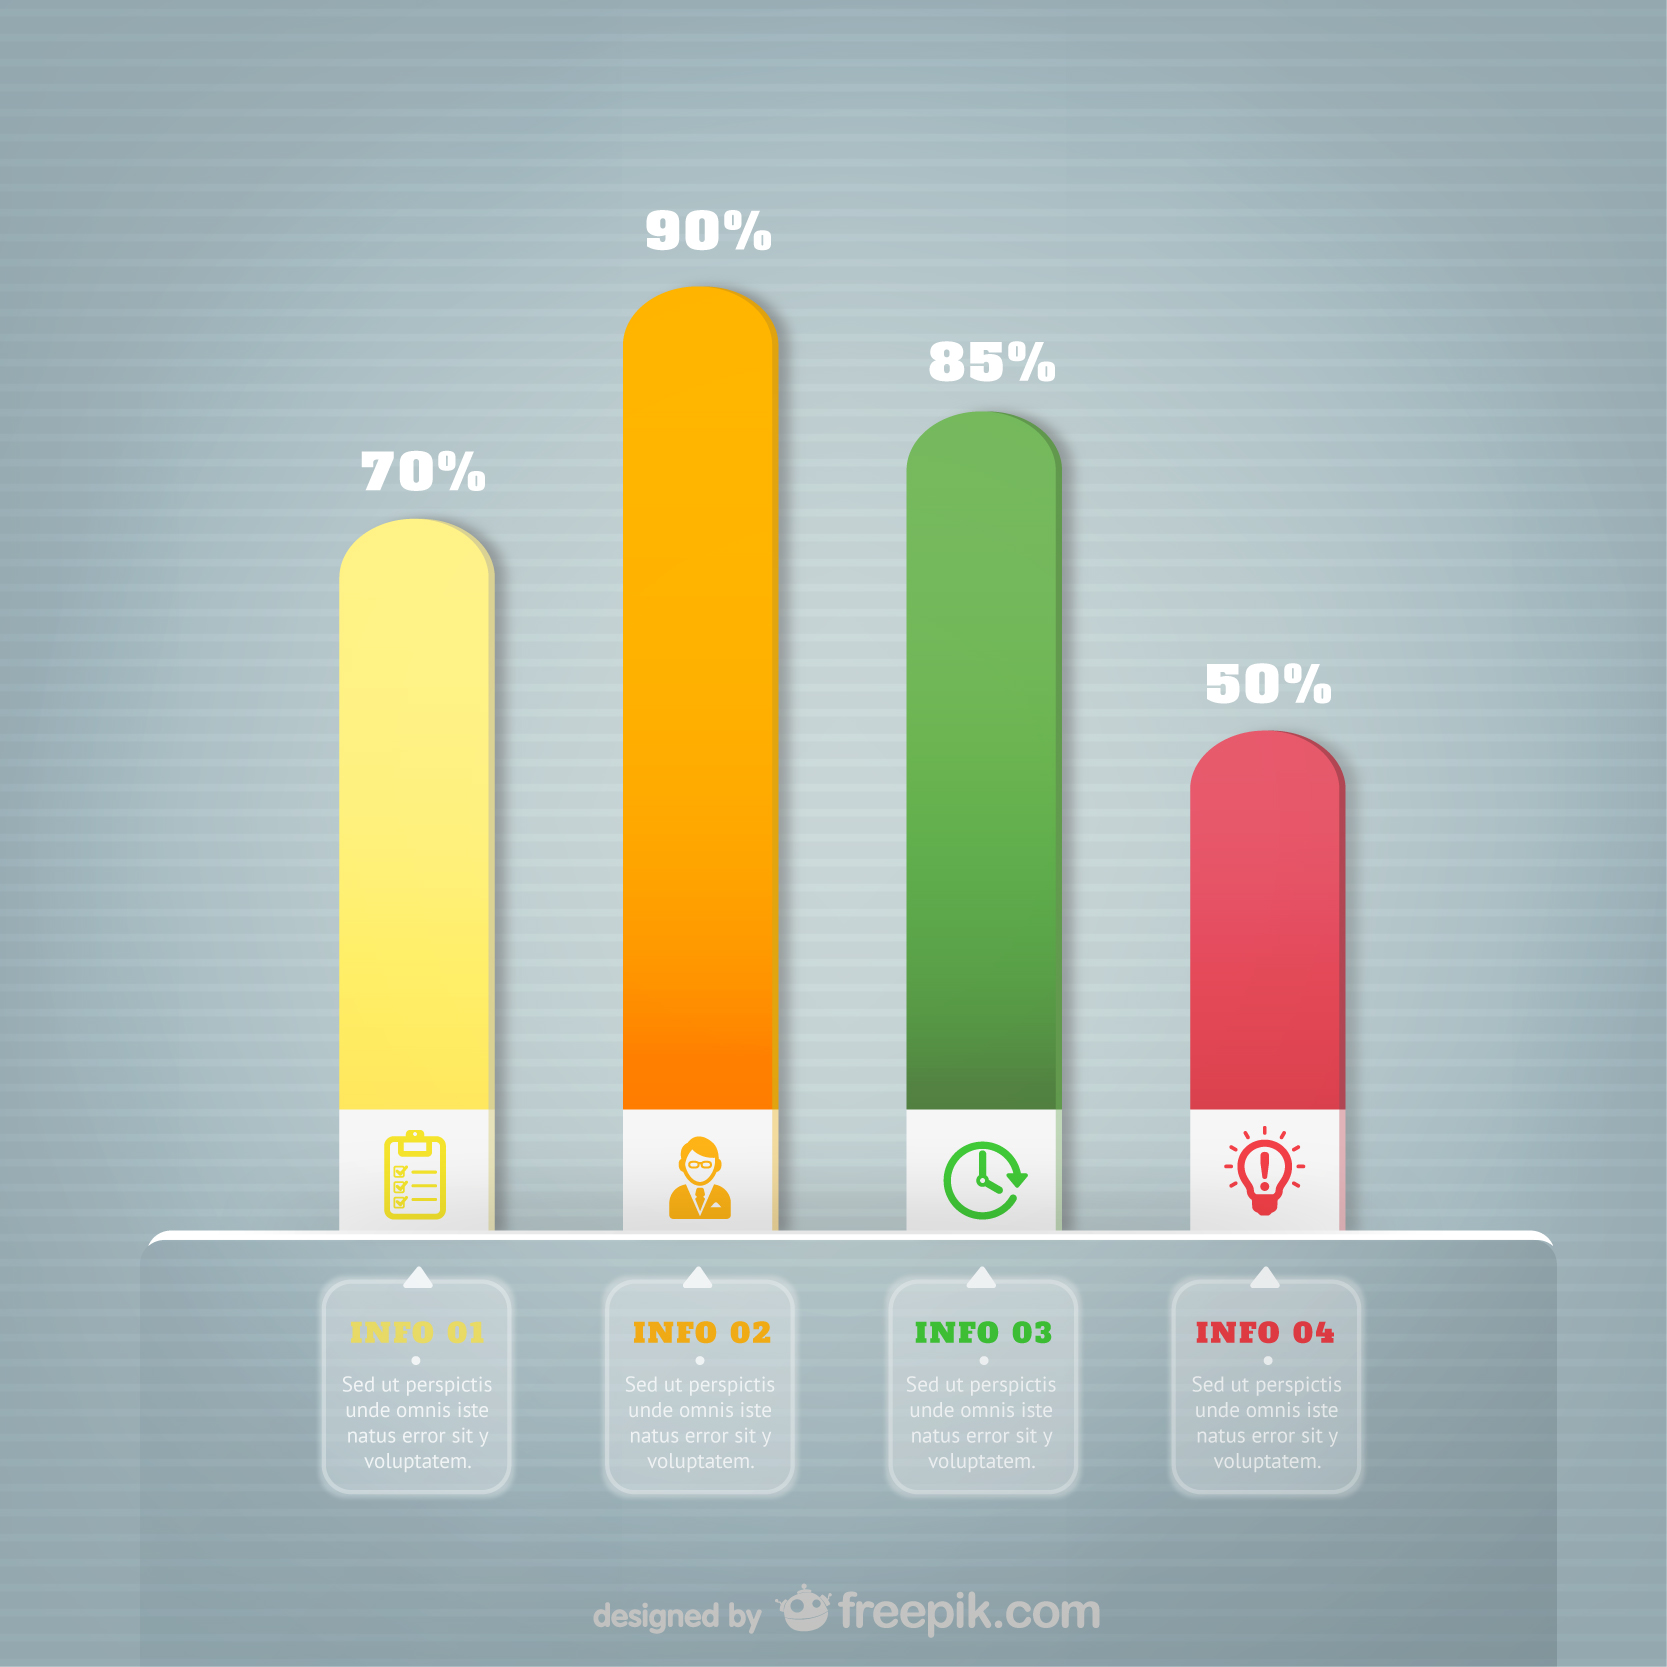 90%
85%
70%
50%
INFO 01
Sed ut perspictis
unde omnis iste
natus error sit y
voluptatem.
INFO 02
Sed ut perspictis
unde omnis iste
natus error sit y
voluptatem.
INFO 03
Sed ut perspictis
unde omnis iste
natus error sit y
voluptatem.
INFO 04
Sed ut perspictis
unde omnis iste
natus error sit y
voluptatem.
designed by freepik.com